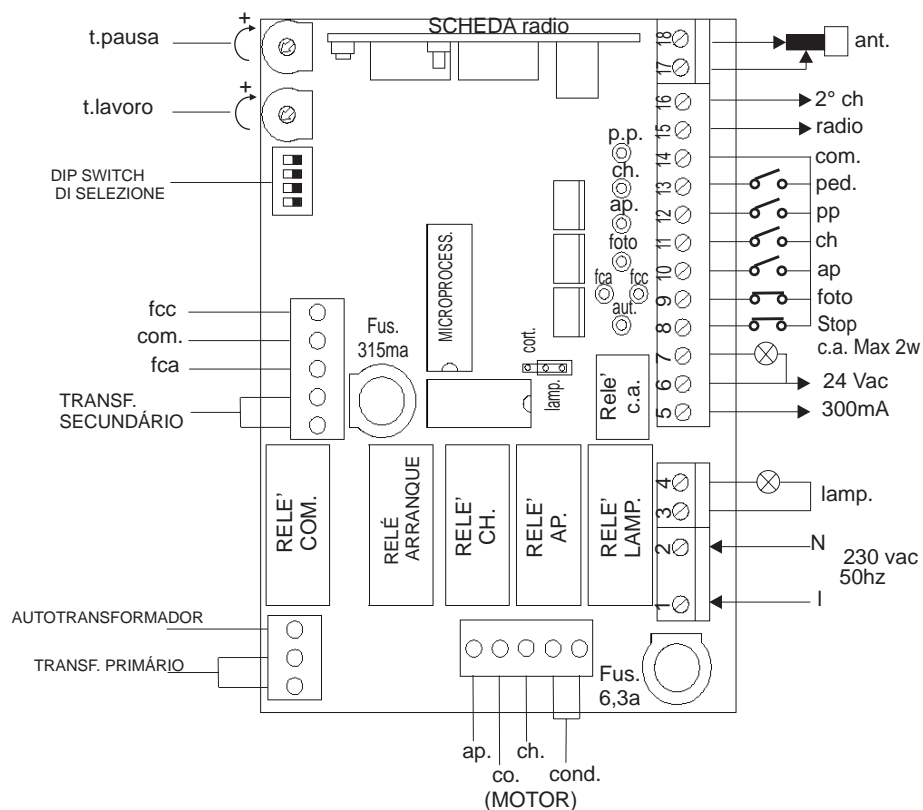 SCHEDA radio
t.pausa
+
t.lavoro
+
DIP SWITCH
DI SELEZIONE
18
17
16
15
14
13
12
11
10
9
8
7
6
5
4
3
2
1
ant.
2° ch
radio
com.
ped.
pp
ch
ap
foto
Stop
c.a. Max 2w
24 Vac
300mA
lamp.
N
230 vac
50hz
I
p.p.
ch.
ap.
foto
fca
fcc
aut.
MICROPROCESS.
cort.
lamp.
Rele’
c.a.
fcc
com.
fca
TRANSF.
SECUNDÁRIO
Fus.
315ma
RELE’
COM.
RELÉ
ARRANQUE
RELE’
CH.
RELE’
AP.
RELE’
LAMP.
AUTOTRANSFORMADOR
TRANSF. PRIMÁRIO
Fus.
6,3a
ap.
co.
ch.
cond.
(MOTOR)